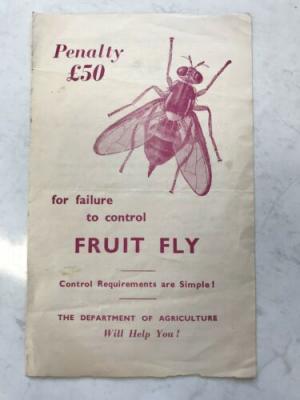 Penalty
£50
for failure
to control
FRUIT FLY
Control Requirements are Simple!
THE DEPARTMENT OF AGRICULTURE
Will Help You!